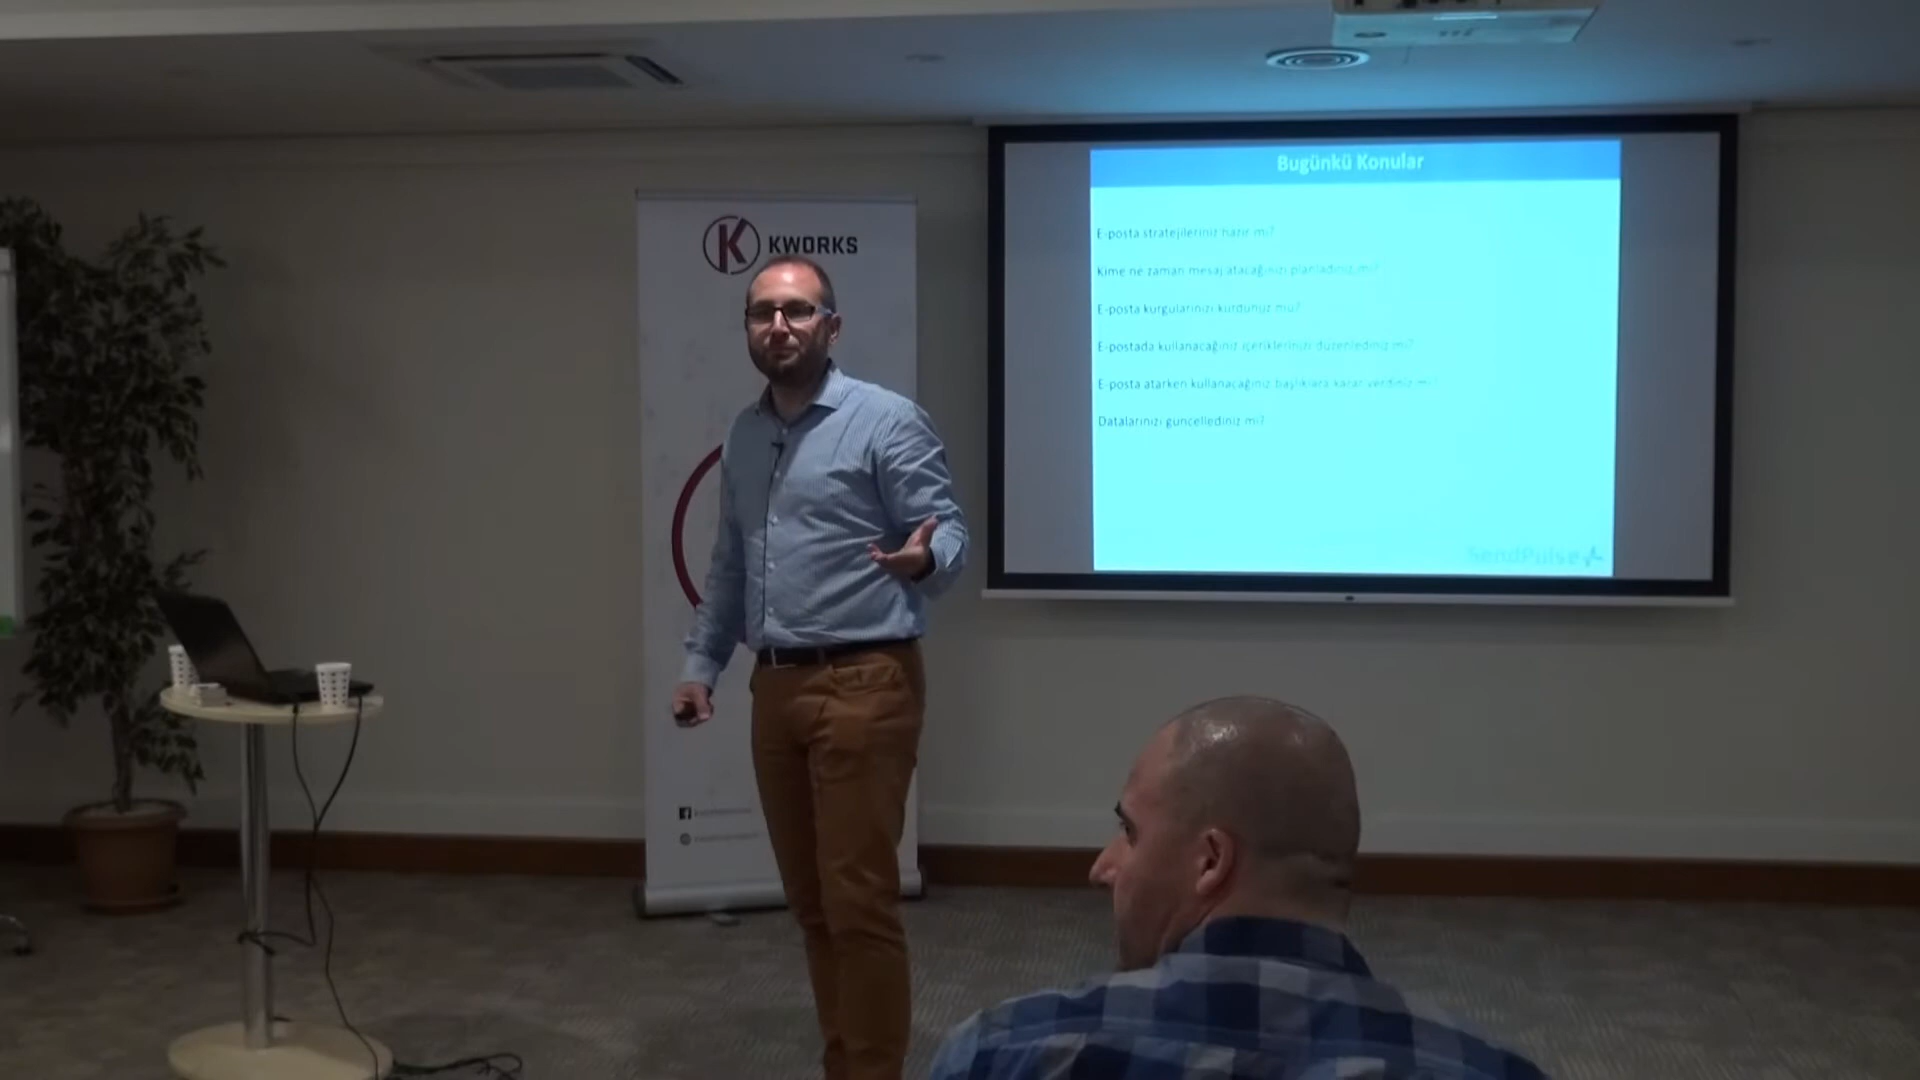 KWORKS
Bugünkü Konular
E-posta stratejileriniz hazır mı?
Kime ne zaman mesaj atacağınızı planladınız mı?
E-posta kurgularınızı kurdunuz mu?
E-postada kullanacağınız içeriklerinizi düzenlediniz mi?
E-posta atarken kullanacağınız başlıklara karar verdiniz mi?
Datalarınızı güncellediniz mi?
SendPulse